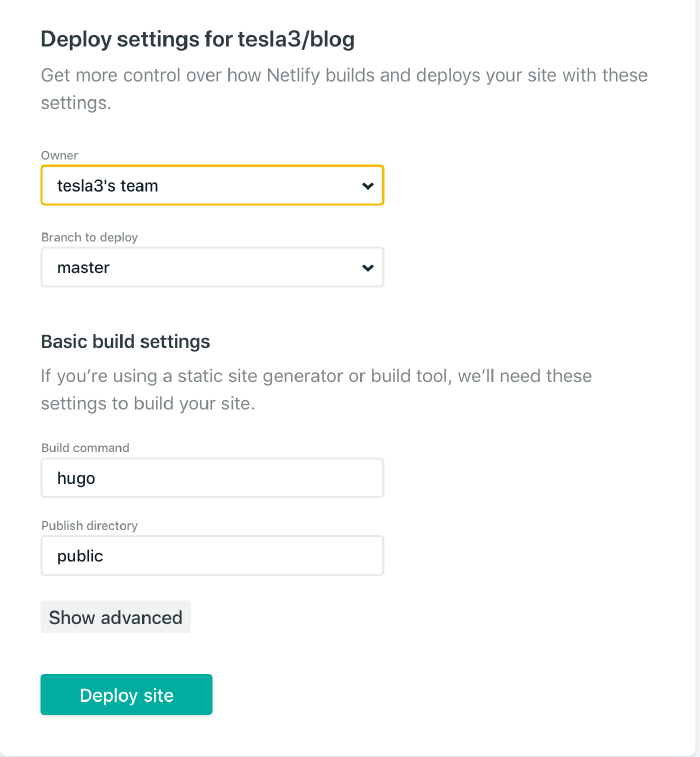 Deploy settings for tesla3/blog
Get more control over how Netlify builds and deploys your site with these
settings.
Owner
tesla3's team
Branch to deploy
master
Basic build settings
If you’re using a static site generator or build tool, we’ll need these
settings to build your site.
Build command
hugo
Publish directory
public
Show advanced
Deploy site